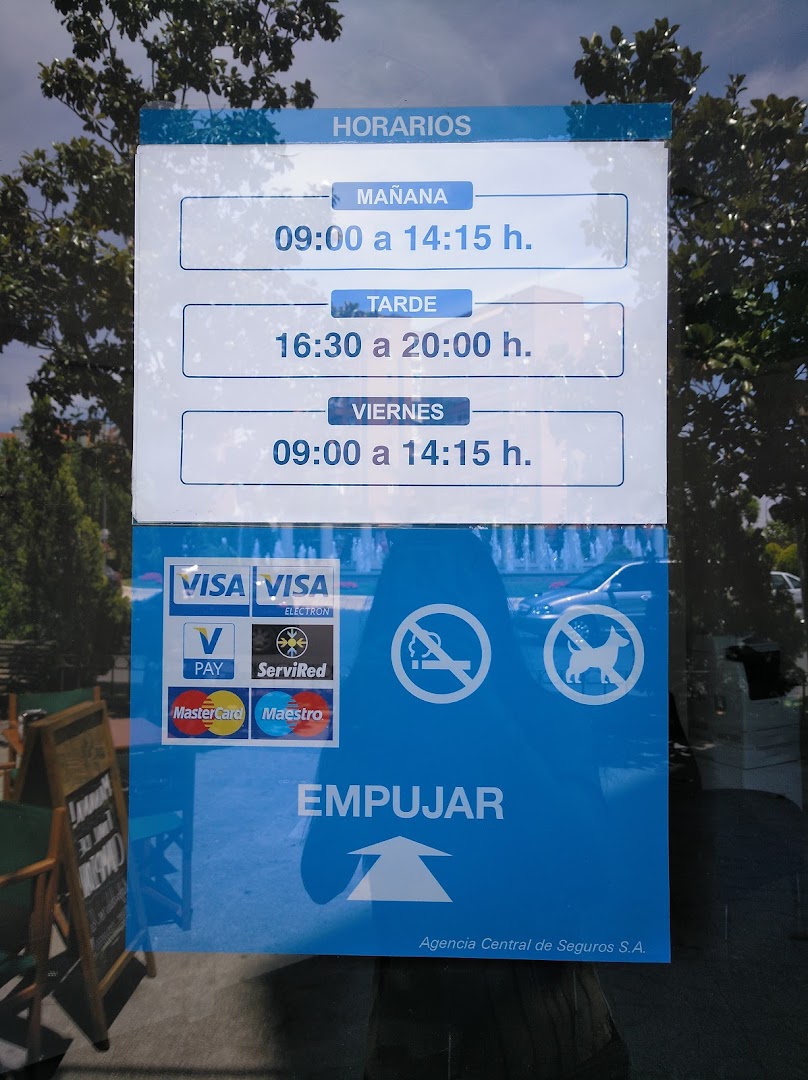 HORARIOS
MAÑANA
09:00 a 14:15 h.
TARDE
16:30 a 20:00 h.
VIERNES
09:00 a 14:15 h.
VISA
VISA
ELECTRON
V
PAY
ServiRed
MasterCard
Maestro
EMPUJAR
Agencia Central de Seguros S.A.